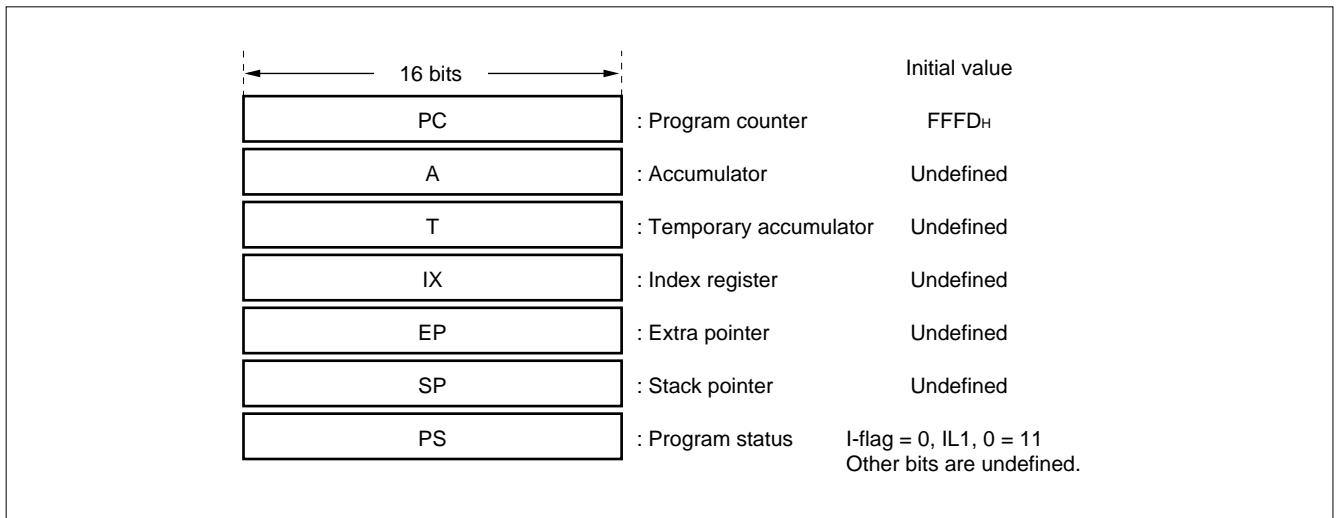 16 bits Initial value
PC : Program counter FFFDH
A : Accumulator Undefined
T : Temporary accumulator Undefined
IX : Index register Undefined
EP : Extra pointer Undefined
SP : Stack pointer Undefined
PS : Program status I-flag = 0, IL1, 0 = 11
Other bits are undefined.